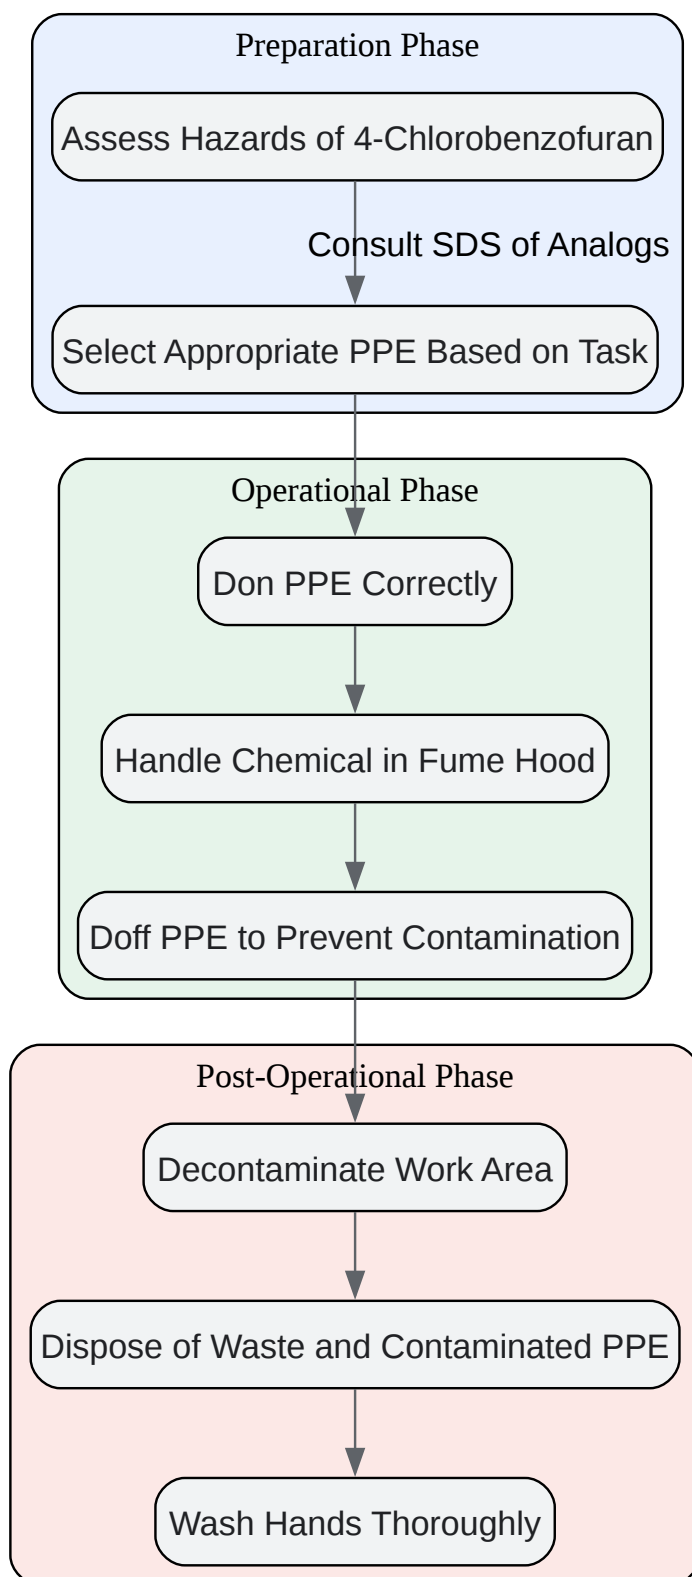 Preparation Phase
Assess Hazards of 4-Chlorobenzofuran
Consult SDS of Analogs
Select Appropriate PPE Based on Task
Operational Phase
Don PPE Correctly
Handle Chemical in Fume Hood
Doff PPE to Prevent Contamination
Post-Operational Phase
Decontaminate Work Area
Dispose of Waste and Contaminated PPE
Wash Hands Thoroughly